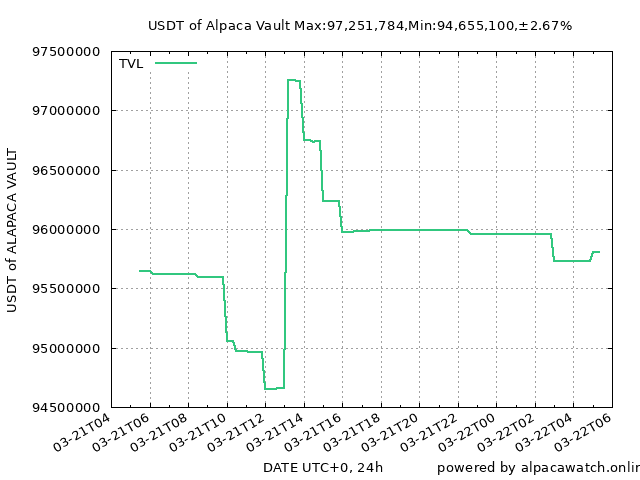 USDT of Alpaca Vault Max:97,251,784,Min:94,655,100,±2.67%
97500000
TVL
97000000
96500000
96000000
95500000
95000000
94500000
USDT of ALAPACA VAULT
03-21T04
03-21T06
03-21T08
03-21T10
03-21T12
03-21T14
03-21T16
03-21T18
03-21T20
03-21T22
03-22T00
03-22T02
03-22T04
03-22T06
DATE UTC+0, 24h
powered by alpacawatch.onlin